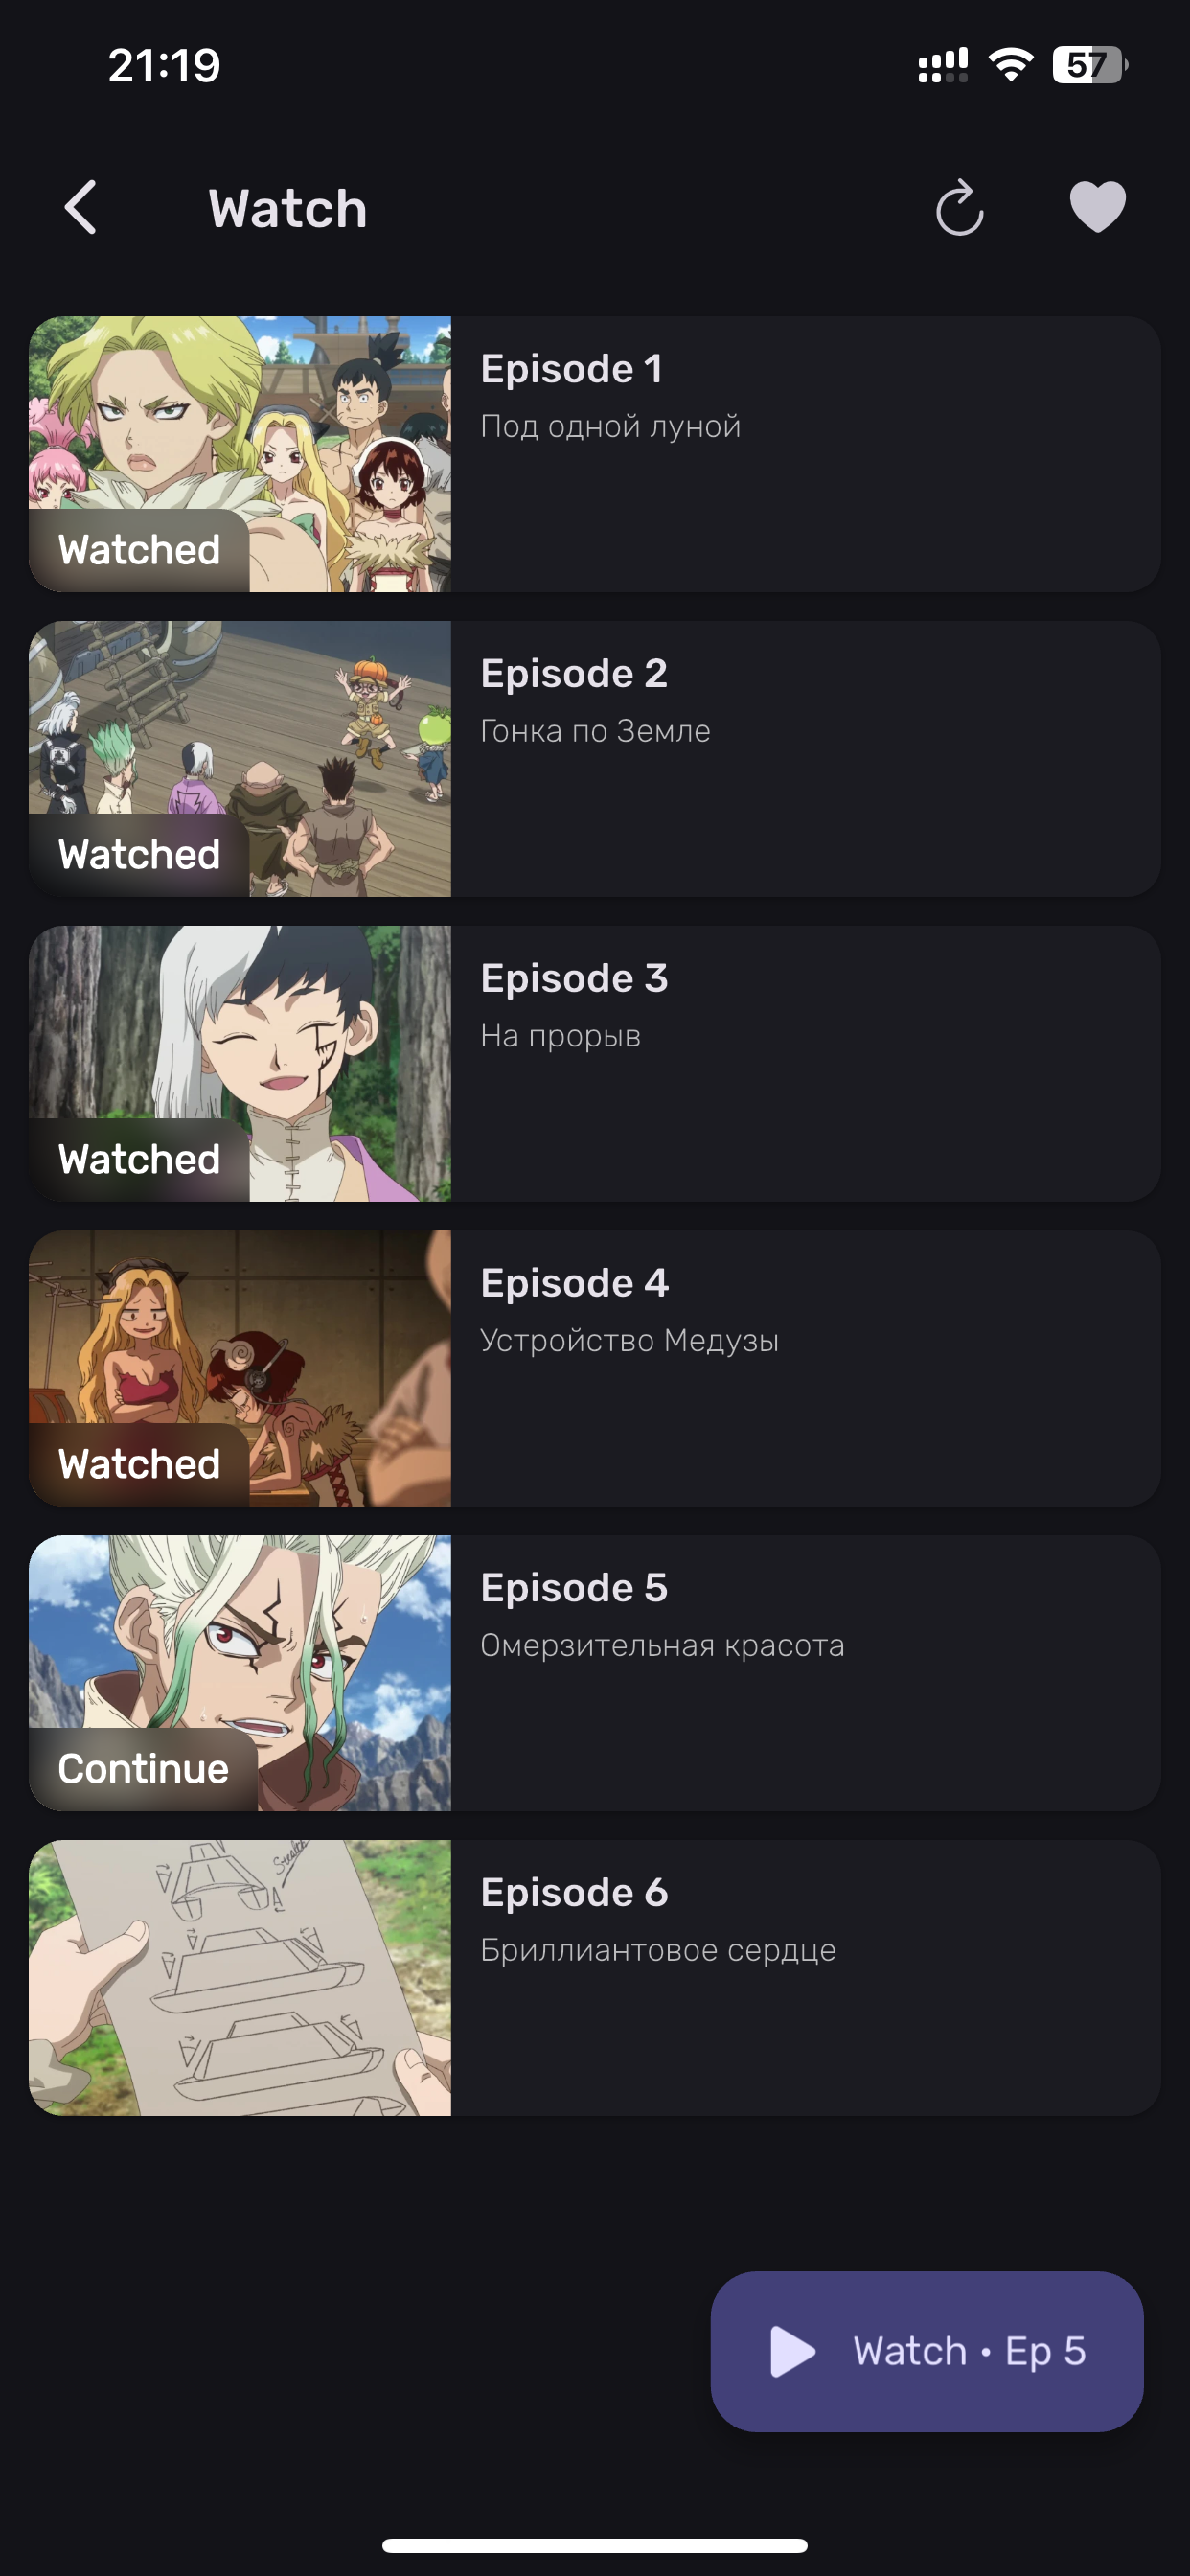 21:19
57
Watch
Episode 1
Под одной луной
Watched
Episode 2
Гонка по Земле
Watched
Episode 3
На прорыв
Watched
Episode 4
Устройство Медузы
Watched
Episode 5
Омерзительная красота
Continue
Stealth
A
Episode 6
Бриллиантовое сердце
Watch • Ep 5